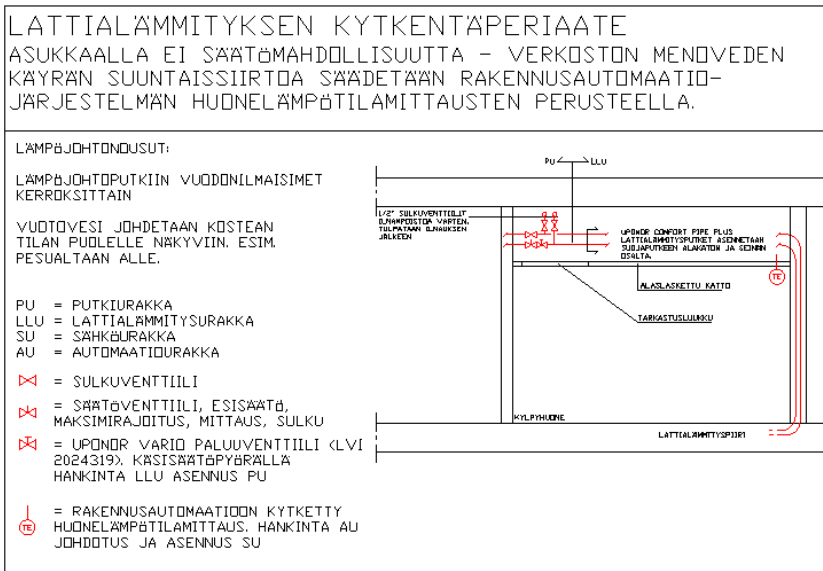 LATTIALÄMMITYKSEN KYTKENTÄPERIAATE
ASUKKAALLA EI SÄÄTÖMAHDOLLISUUTTA - VERKOSTON MENOVEDEN
KÄYRÄN SUUNTAISSIIRTOA SÄÄDETÄÄN RAKENNUSAUTOMAATIO-
JÄRJESTELMÄN HUONELÄMPÖTILAMITTAUSTEN PERUSTEELLA.
LÄMPÖJOHTONOUSUT:
LÄMPÖJOHTOPUTKIIN VUODONILMAISIMET
KERROKSITTAIN
VUOTOVESI JOHDETAAN KOSTEAN
TILAN PUOLELLE NÄKYVIIN. ESIM.
PESUALTAAN ALLE.
PU = PUTKIURAKKA
LLU = LATTIALÄMMITYSURAKKA
SU = SÄHKÖURAKKA
AU = AUTOMAATIOURAKKA
= SULKUVENTTIILI
= SÄÄTÖVENTTIILI, ESISÄÄTÖ,
MAKSIMIRAJOITUS, MITTAUS, SULKU
= UPONOR VARIO PALUUVENTTIILI (LVI
2024319). KÄSISÄÄTÖPYÖRÄLLÄ
HANKINTA LLU ASENNUS PU
TE = RAKENNUSAUTOMAATIOON KYTKETTY
HUONELÄMPÖTILAMITTAUS. HANKINTA AU
JOHDOTUS JA ASENNUS SU
PU LLU
1/2" SULKUVENTTIILIT
ILMANPOISTOA VARTEN.
TULPATAAN ILMAUKSEN
JÄLKEEN
UPONOR COMFORT PIPE PLUS
LATTIALÄMMITYSPUTKET ASENNETAAN
SUOJAPUTKEEN ALAKATON JA SEINÄN
OSALTA.
TE
ALASLASKETTU KATTO
TARKASTUSLUUKKU
KYLPYHUONE
LATTIALÄMMITYSPIIRI